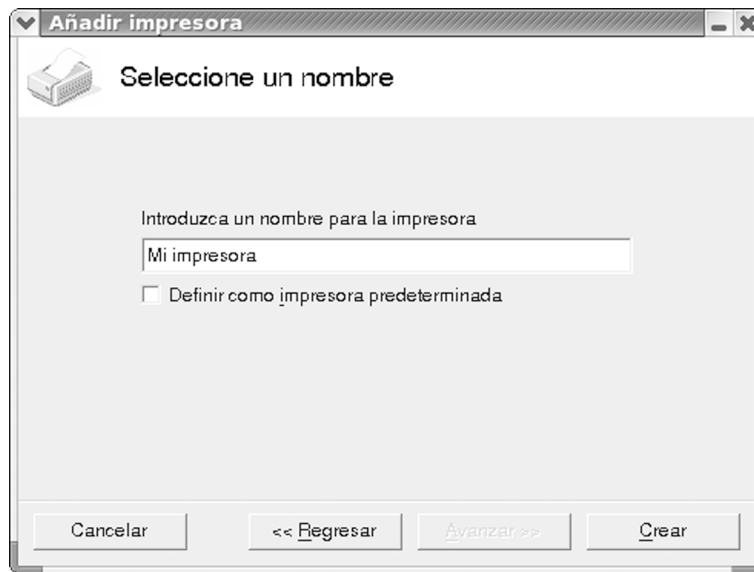 Añadir impresora
Seleccione un nombre
Introduzca un nombre para la impresora
Mi impresora
Definir como impresora predeterminada
Cancelar
<< Regresar
Avanzar >>
Crear